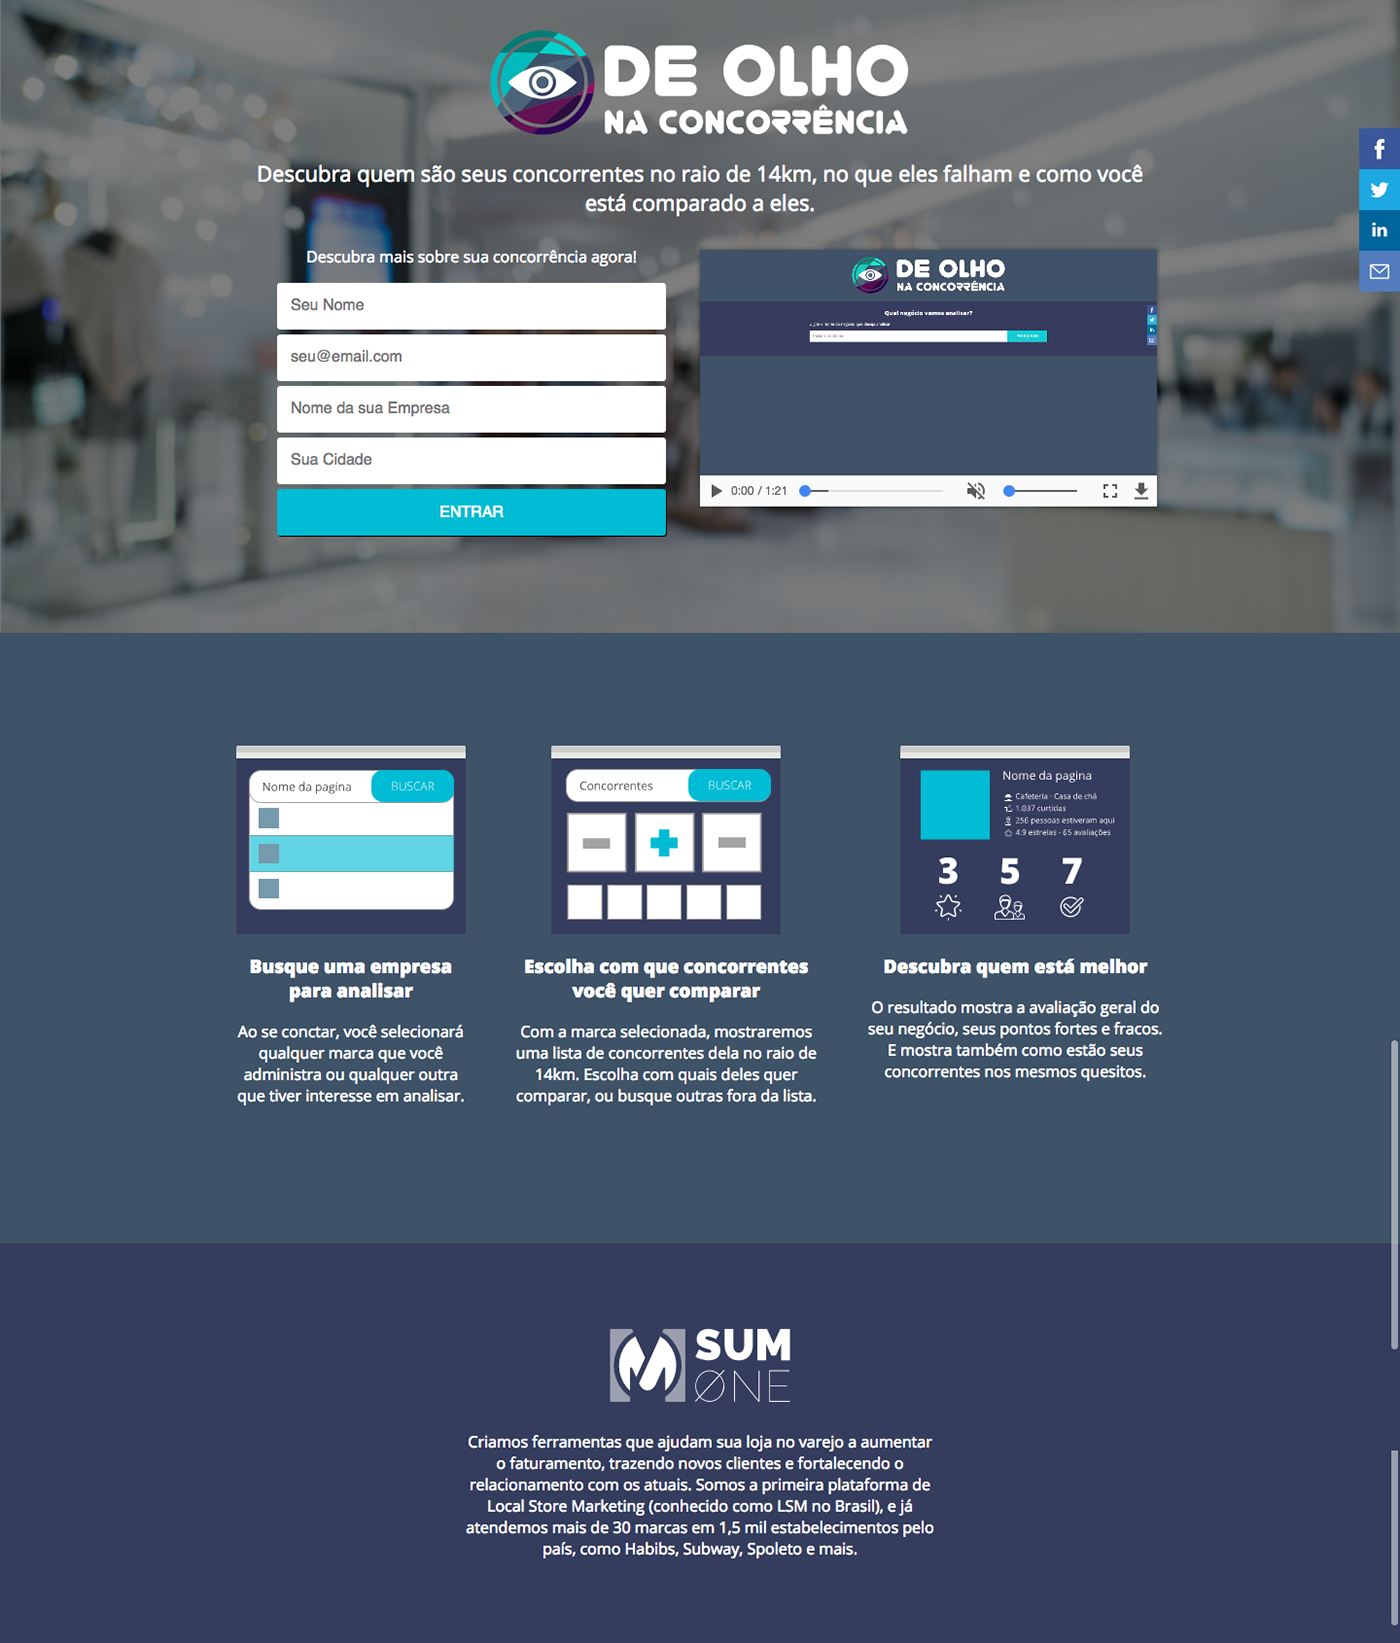 DE OLHO
NA CONCORRÊNCIA
Descubra quem são seus concorrentes no raio de 14km, no que eles falham e como você
está comparado a eles.
Descubra mais sobre sua concorrência agora!
Seu Nome
seu@email.com
Nome da sua Empresa
Sua Cidade
ENTRAR
DE OLHO
NA CONCORRÊNCIA
Qual negócio vamos analisar?
0:00 / 1:21
Nome da pagina
BUSCAR
Busque uma empresa
para analisar
Ao se conctar, você selecionará
qualquer marca que você
administra ou qualquer outra
que tiver interesse em analisar.
Concorrentes
BUSCAR
Escolha com que concorrentes
você quer comparar
Com a marca selecionada, mostraremos
uma lista de concorrentes dela no raio de
14km. Escolha com quais deles quer
comparar, ou busque outras fora da lista.
Nome da pagina
Cafeteria · Casa de chá
1.037 curtidas
256 pessoas estiveram aqui
4.9 estrelas - 65 avaliações
3 5 7
Descubra quem está melhor
O resultado mostra a avaliação geral do
seu negócio, seus pontos fortes e fracos.
E mostra também como estão seus
concorrentes nos mesmos quesitos.
SUM
ØNE
Criamos ferramentas que ajudam sua loja no varejo a aumentar
o faturamento, trazendo novos clientes e fortalecendo o
relacionamento com os atuais. Somos a primeira plataforma de
Local Store Marketing (conhecido como LSM no Brasil), e já
atendemos mais de 30 marcas em 1,5 mil estabelecimentos pelo
país, como Habibs, Subway, Spoleto e mais.